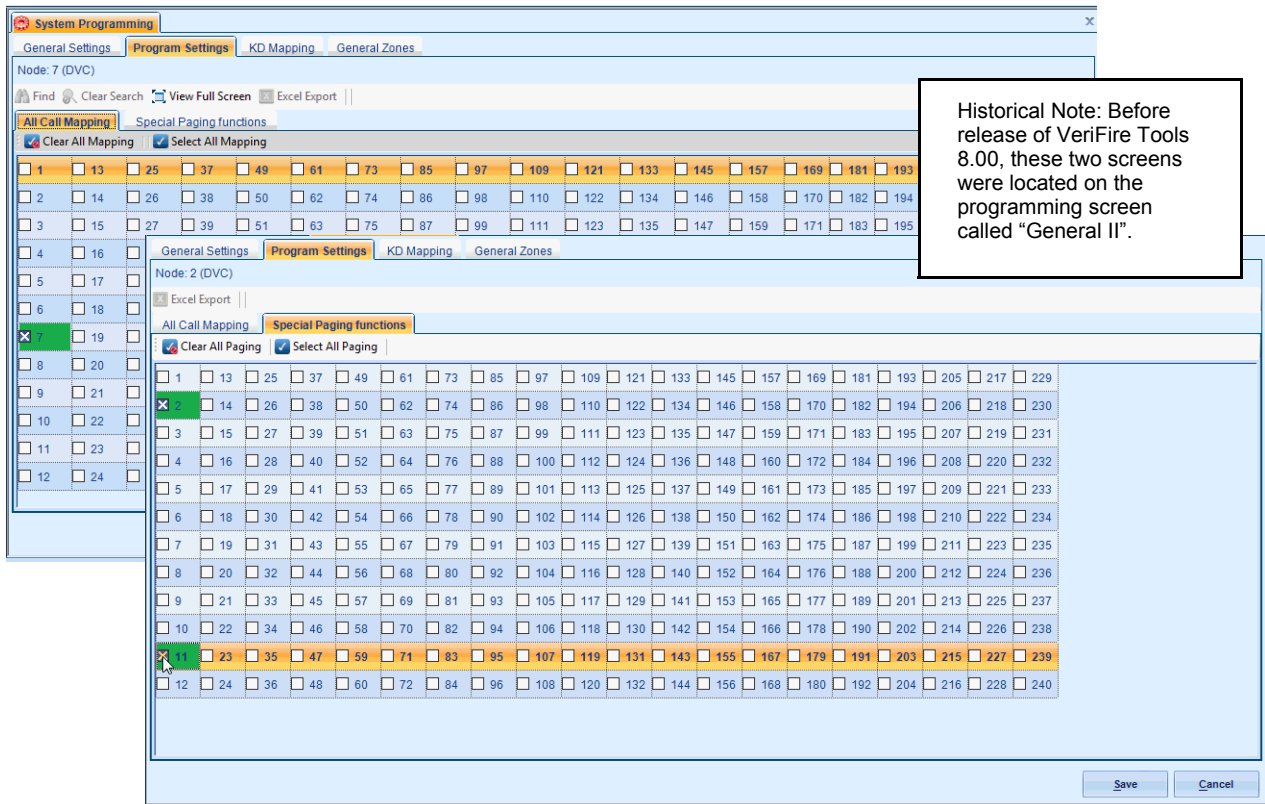 System Programming x
General Settings Program Settings KD Mapping General Zones
Node: 7 (DVC)
Find Clear Search View Full Screen Excel Export
All Call Mapping Special Paging functions
Clear All Mapping Select All Mapping
1 13 25 37 49 61 73 85 97 109 121 133 145 157 169 181 193
2 14 26 38 50 62 74 86 98 110 122 134 146 158 170 182 194
3 15 27 39 51 63 75 87 99 111 123 135 147 159 171 183 195
4 16
5 17
6 18
7 19
8 20
9 21
10 22
11 23
12 24
Historical Note: Before
release of VeriFire Tools
8.00, these two screens
were located on the
programming screen
called “General II”.
General Settings Program Settings KD Mapping General Zones
Node: 2 (DVC)
Excel Export
All Call Mapping Special Paging functions
Clear All Paging Select All Paging
1 13 25 37 49 61 73 85 97 109 121 133 145 157 169 181 193 205 217 229
2 14 26 38 50 62 74 86 98 110 122 134 146 158 170 182 194 206 218 230
3 15 27 39 51 63 75 87 99 111 123 135 147 159 171 183 195 207 219 231
4 16 28 40 52 64 76 88 100 112 124 136 148 160 172 184 196 208 220 232
5 17 29 41 53 65 77 89 101 113 125 137 149 161 173 185 197 209 221 233
6 18 30 42 54 66 78 90 102 114 126 138 150 162 174 186 198 210 222 234
7 19 31 43 55 67 79 91 103 115 127 139 151 163 175 187 199 211 223 235
8 20 32 44 56 68 80 92 104 116 128 140 152 164 176 188 200 212 224 236
9 21 33 45 57 69 81 93 105 117 129 141 153 165 177 189 201 213 225 237
10 22 34 46 58 70 82 94 106 118 130 142 154 166 178 190 202 214 226 238
11 23 35 47 59 71 83 95 107 119 131 143 155 167 179 191 203 215 227 239
12 24 36 48 60 72 84 96 108 120 132 144 156 168 180 192 204 216 228 240
Save Cancel